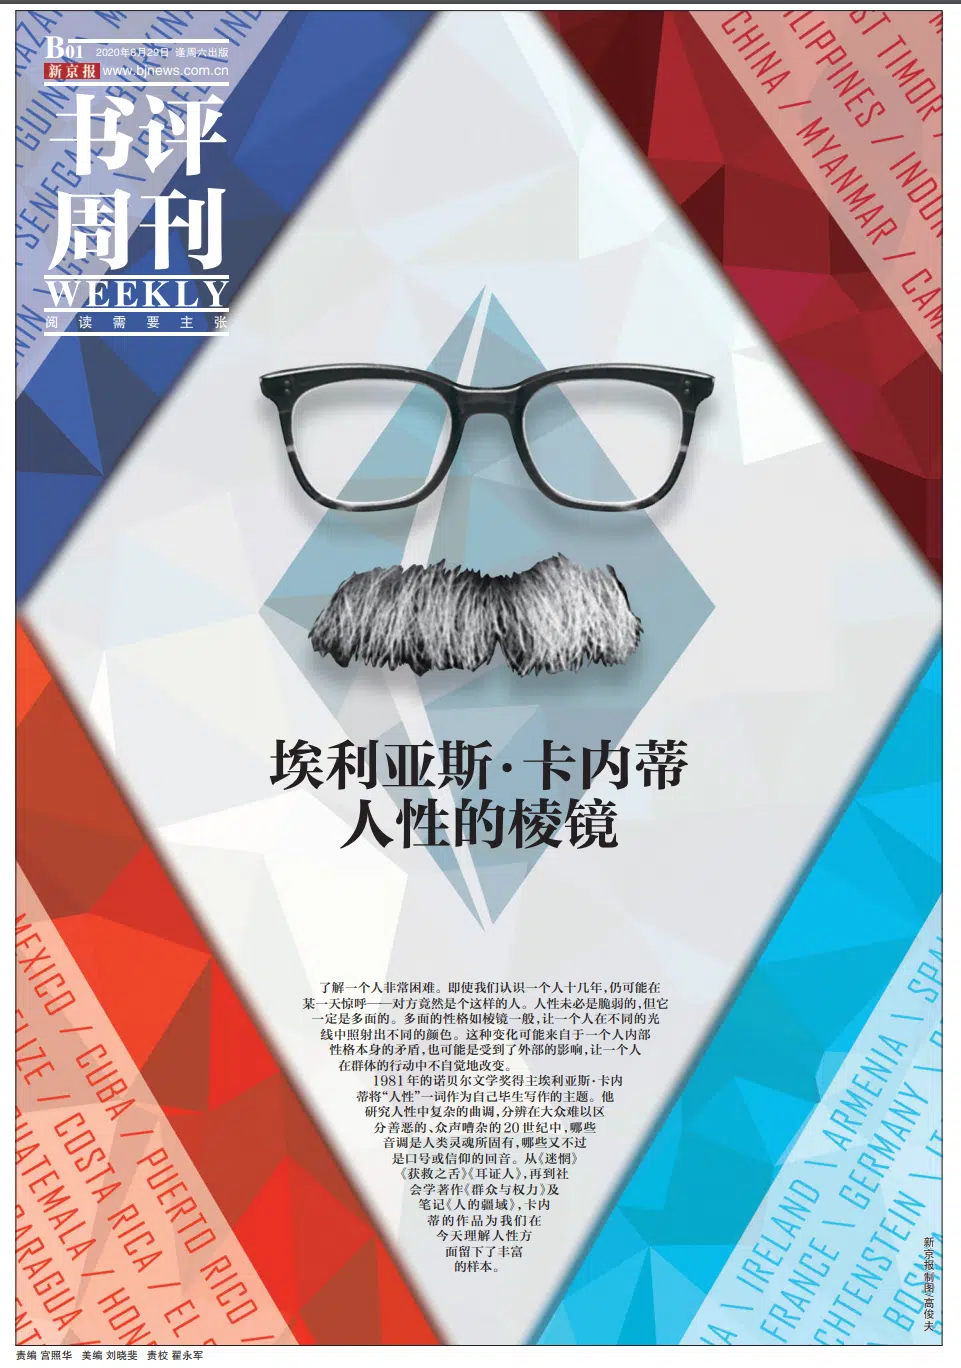 B01 2020年8月29日 逢周六出版
新京报 www.bjnews.com.cn
书评
周刊
WEEKLY
阅读需要主张
SENEGAL
CHINA / MYANMAR / CAM
LIPPINES / INDON
ST TIMOR
埃利亚斯·卡内蒂
人性的棱镜
了解一个人非常困难。即使我们认识一个人十几年,仍可能在
某一天惊呼——对方竟然是个这样的人。人性未必是脆弱的,但它
一定是多面的。多面的性格如棱镜一般,让一个人在不同的光
线中照射出不同的颜色。这种变化可能来自于一个人内部
性格本身的矛盾,也可能是受到了外部的影响,让一个人
在群体的行动中不自觉地改变。
1981年的诺贝尔文学奖得主埃利亚斯·卡内
蒂将“人性”一词作为自己毕生写作的主题。他
研究人性中复杂的曲调,分辨在大众难以区
分善恶的、众声嘈杂的20世纪中,哪些
音调是人类灵魂所固有,哪些又不过
是口号或信仰的回音。从《迷惘》
《获救之舌》《耳证人》,再到社
会学著作《群众与权力》及
笔记《人的疆域》,卡内
蒂的作品为我们在
今天理解人性方
面留下了丰富
的样本。
MEXICO / CUBA / PUERTO RICO /
ELIZE / COSTA RICA / EL S
UATEMALA / HON
PARAGUA
IRELAND \ ARMENIA \ SPA
FRANCE \ GERMANY \
CHTENSTEIN \ LIT
BOSNIA
新京报制图/高俊夫
责编 宫照华 美编 刘晓斐 责校 翟永军